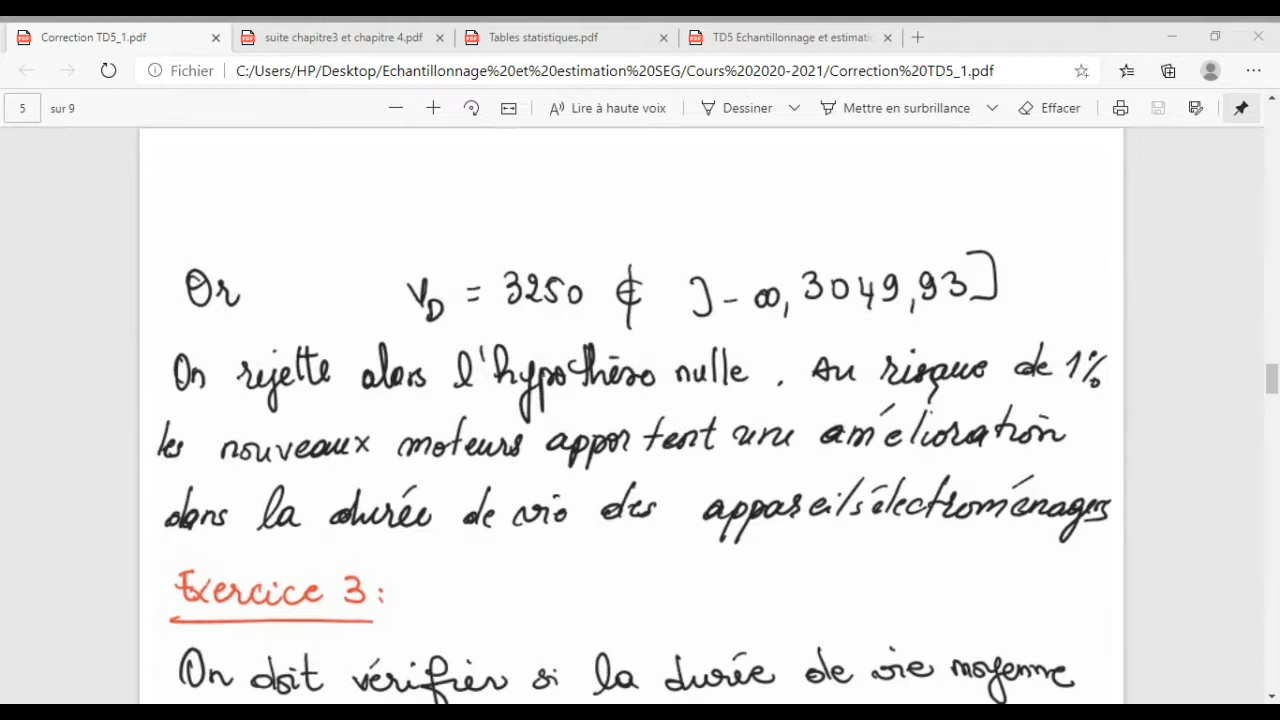 Correction TD5_1.pdf
suite chapitre3 et chapitre 4.pdf
Tables statistiques.pdf
TD5 Echantillonnage et estimati
Fichier C:/Users/HP/Desktop/Echantillonnage%20et%20estimation%20SEG/Cours%202020-2021/Correction%20TD5_1.pdf
5 sur 9 Lire à haute voix Dessiner Mettre en surbrillance Effacer
Or V_D = 3250 ∉ ]-∞, 3049,93]
On rejette alors l'hypothèse nulle. Au risque de 1%
les nouveaux moteurs apportent une amélioration
dans la durée de vie des appareils électroménagers
Exercice 3 :
On doit vérifier si la durée de vie moyenne